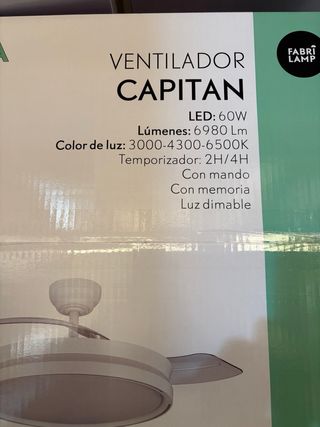 A
VENTILADOR
CAPITAN
LED: 60W
Lúmenes: 6980 Lm
Color de luz: 3000-4300-6500K
Temporizador: 2H/4H
Con mando
Con memoria
Luz dimable
FABRI
LAMP